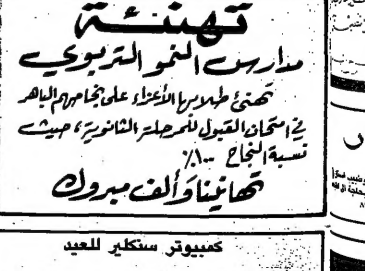 تهنئة
مدارس النمو التربوي
تهنئ طلابها الأعزاء على نجاحهم الباهر
في امتحان القبول للمرحلة الثانوية، حيث
نسبة النجاح ١٠٠٪
تهانينا وألف مبروك
كمبيوتر سنكلير للعيد